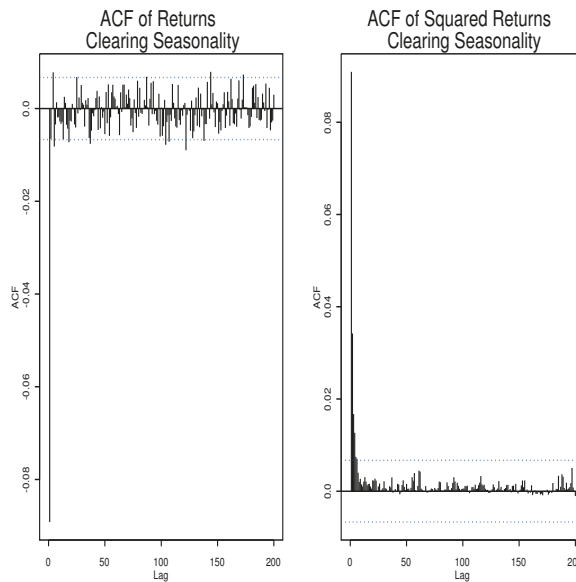 ACF of Returns
Clearing Seasonality
ACF
0.0
-0.02
-0.04
-0.06
-0.08
0
50
100
150
200
Lag
ACF of Squared Returns
Clearing Seasonality
ACF
0.08
0.06
0.04
0.02
0.0
0
50
100
150
200
Lag